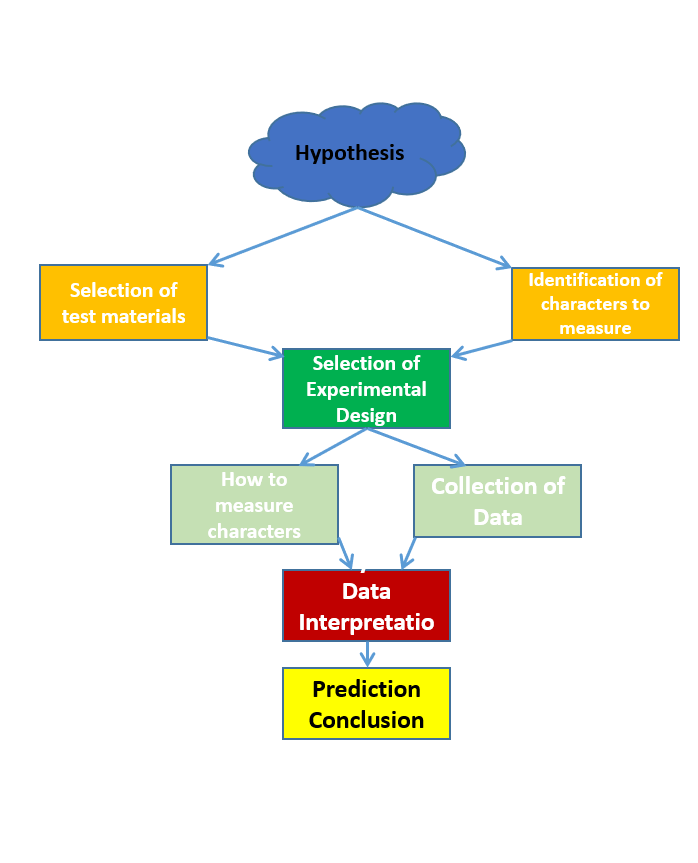 Hypothesis
Selection of
test materials
Identification of
characters to
measure
Selection of
Experimental
Design
How to
measure
characters
Collection of
Data
Data
Interpretatio
Prediction
Conclusion